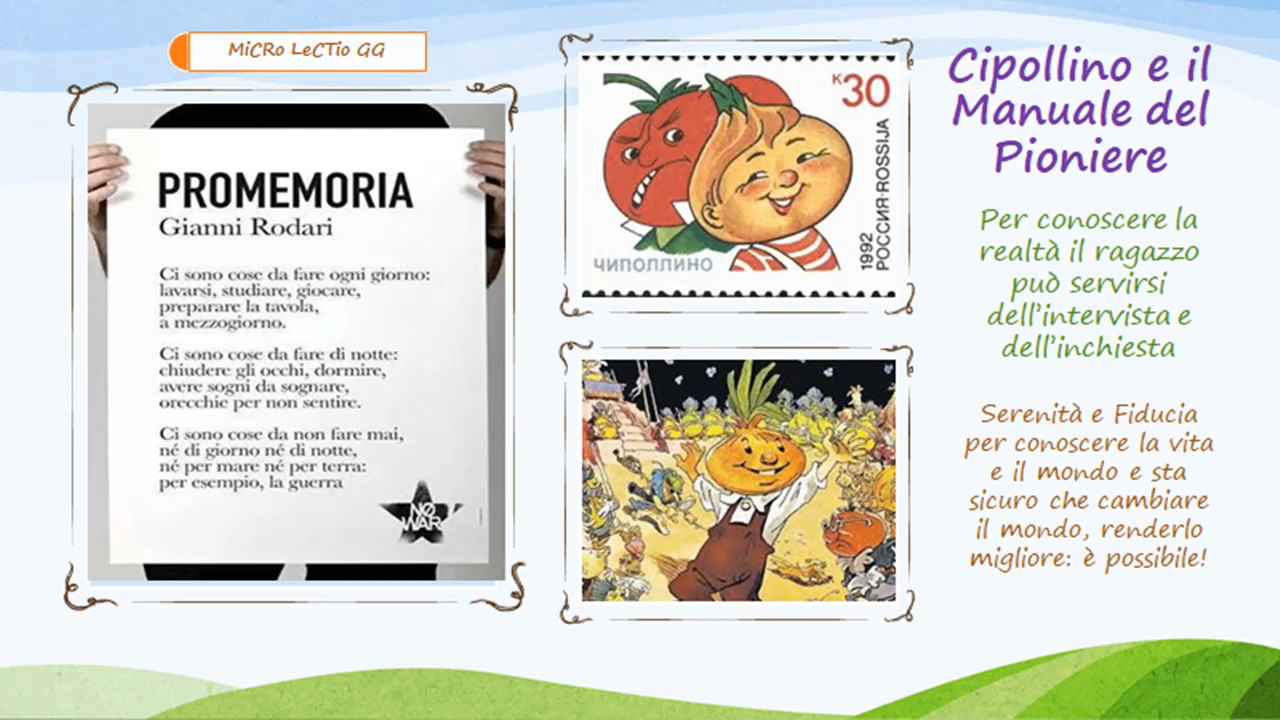 MiCRo LeCTio GG
PROMEMORIA
Gianni Rodari
Ci sono cose da fare ogni giorno:
lavarsi, studiare, giocare,
preparare la tavola,
a mezzogiorno.
Ci sono cose da fare di notte:
chiudere gli occhi, dormire,
avere sogni da sognare,
orecchie per non sentire.
Ci sono cose da non fare mai,
né di giorno né di notte,
né per mare né per terra:
per esempio, la guerra
NO
WAR
К30
1992
РОССИЯ·ROSSIJA
ЧИПОЛЛИНО
Cipollino e il
Manuale del
Pioniere
Per conoscere la
realtà il ragazzo
può servirsi
dell'intervista e
dell'inchiesta
Serenità e Fiducia
per conoscere la vita
e il mondo e sta
sicuro che cambiare
il mondo, renderlo
migliore: è possibile!